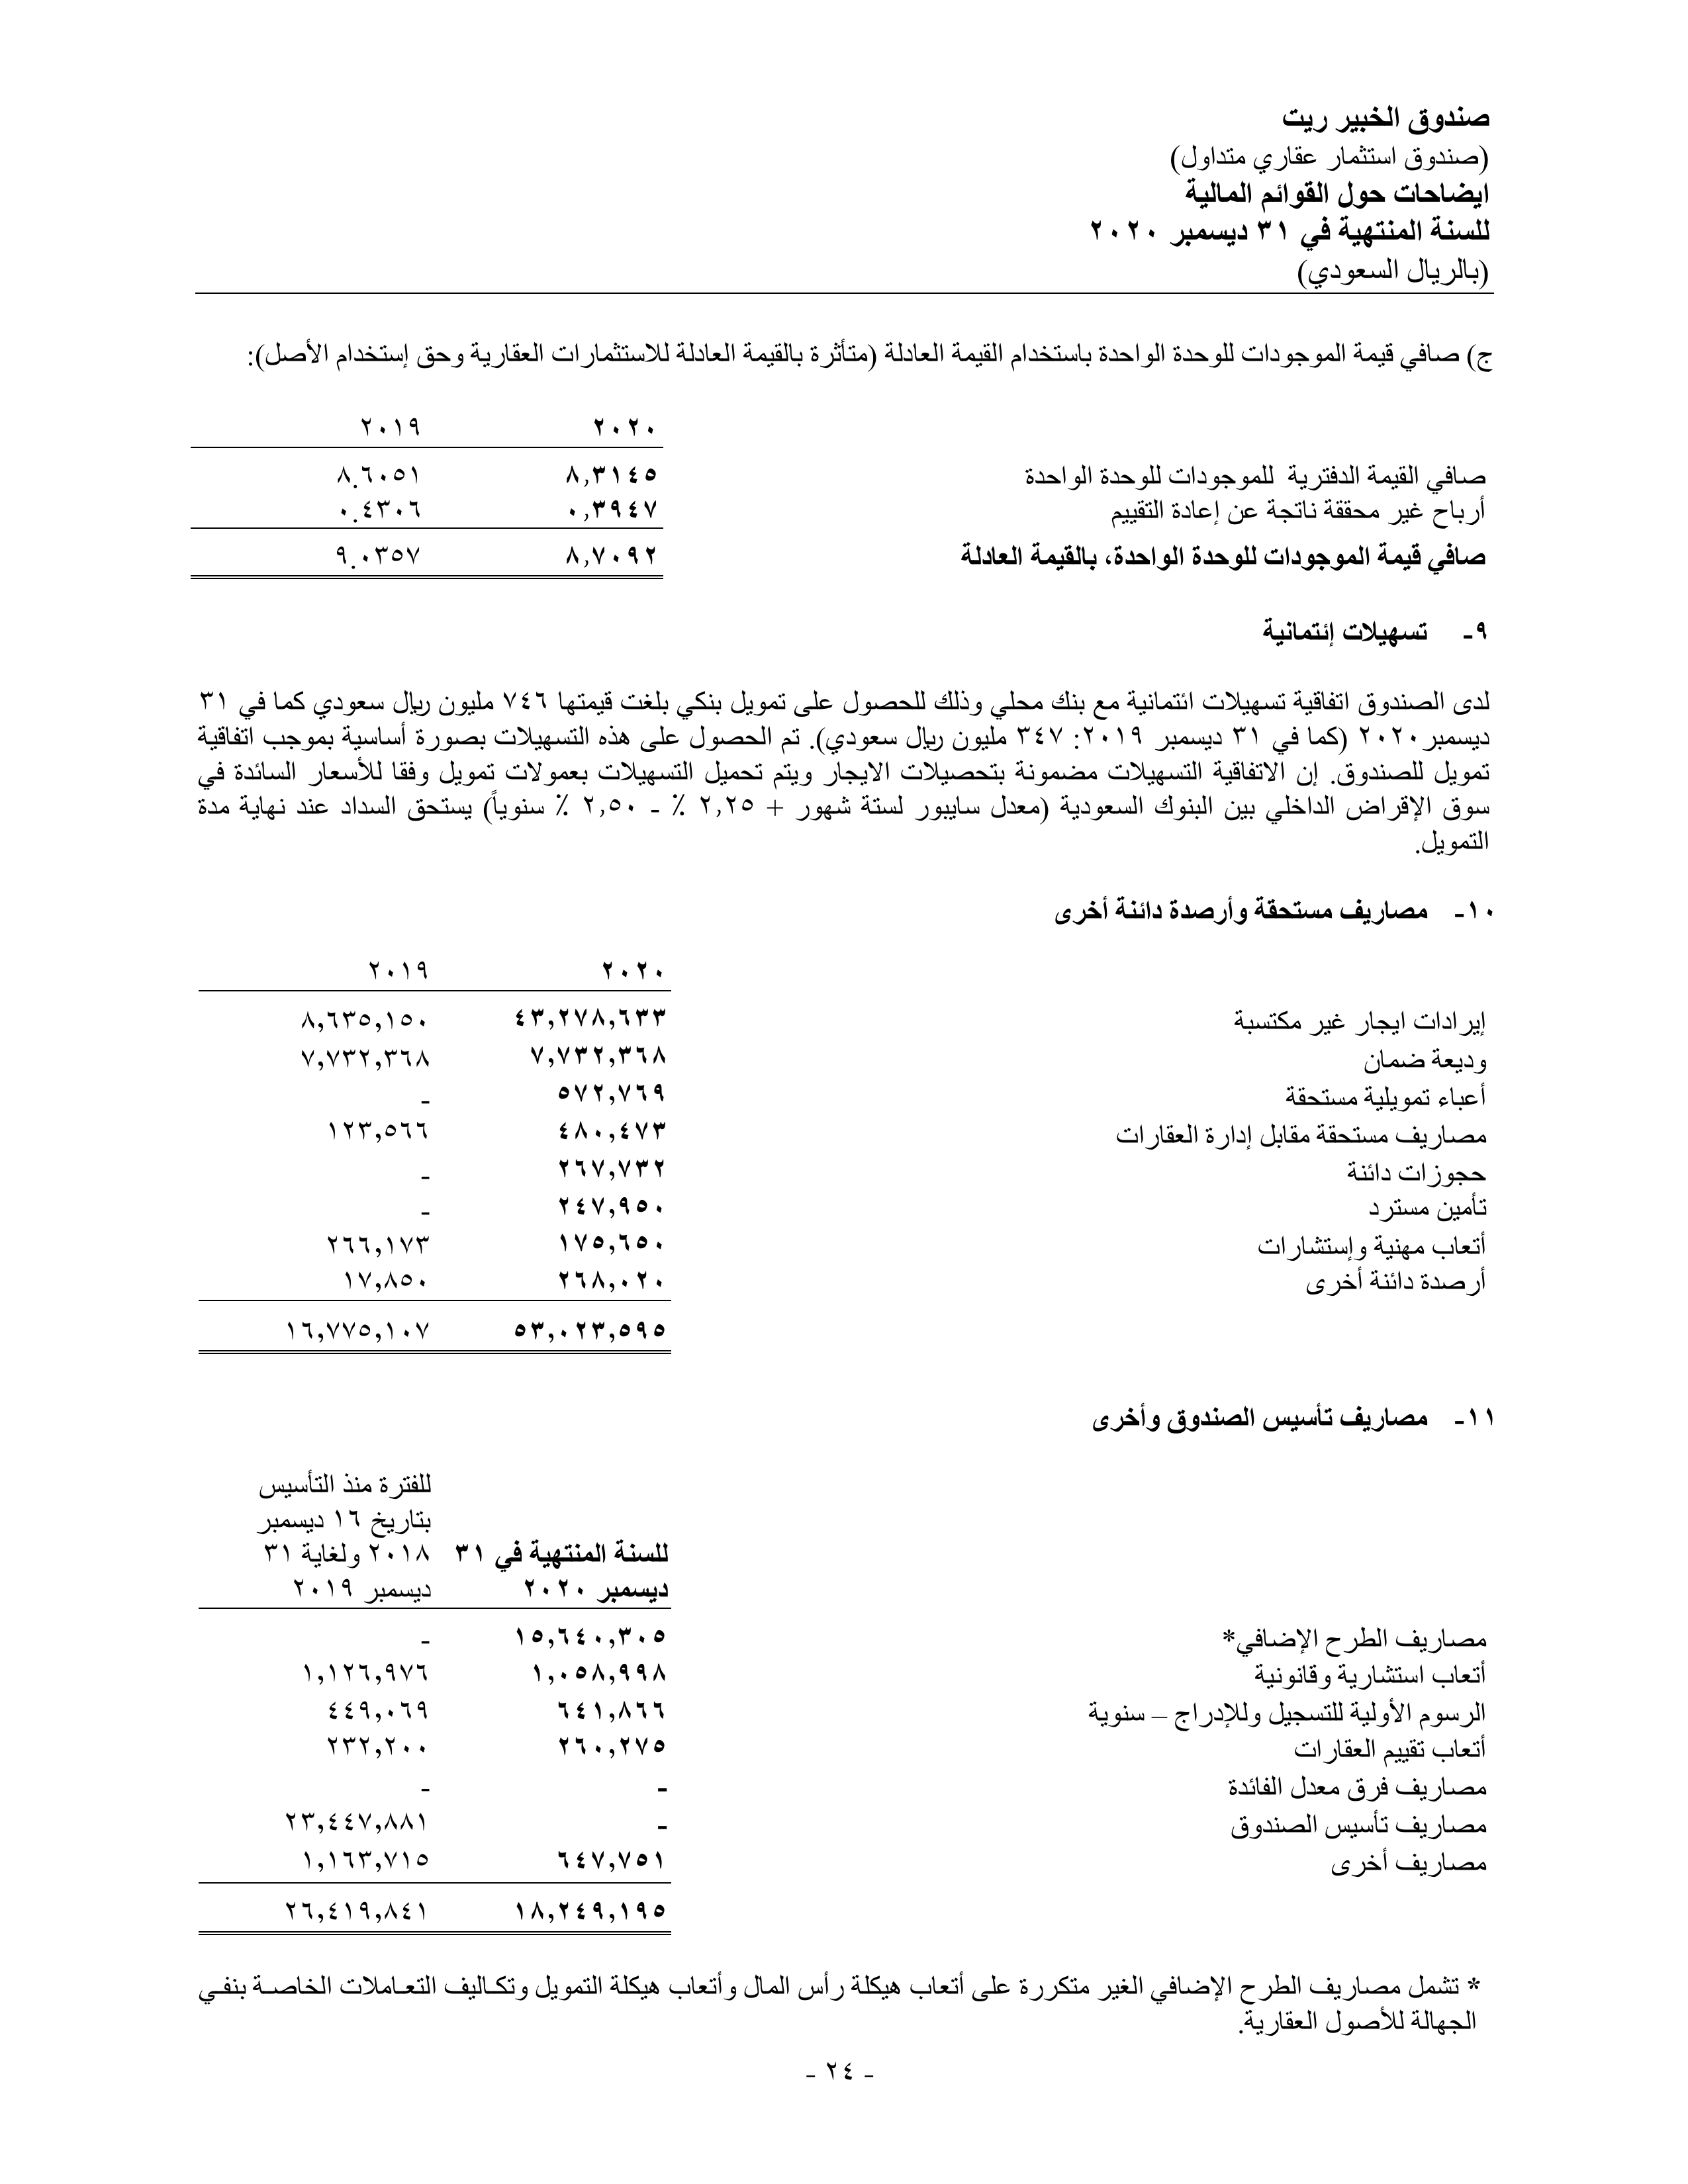 صندوق الخبير ريت
(صندوق استثمار عقاري متداول)
ايضاحات حول القوائم المالية
للسنة المنتهية في ٣١ ديسمبر ٢٠٢٠
(بالريال السعودي)
ج) صافي قيمة الموجودات للوحدة الواحدة باستخدام القيمة العادلة (متأثرة بالقيمة العادلة للاستثمارات العقارية وحق إستخدام الأصل):
٢٠٢٠ ٢٠١٩
صافي القيمة الدفترية للموجودات للوحدة الواحدة ٨,٣١٤٥ ٨.٦٠٥١
أرباح غير محققة ناتجة عن إعادة التقييم ٠,٣٩٤٧ ٠.٤٣٠٦
صافي قيمة الموجودات للوحدة الواحدة، بالقيمة العادلة ٨,٧٠٩٢ ٩.٠٣٥٧
٩- تسهيلات إئتمانية
لدى الصندوق اتفاقية تسهيلات ائتمانية مع بنك محلي وذلك للحصول على تمويل بنكي بلغت قيمتها ٧٤٦ مليون ريال سعودي كما في ٣١
ديسمبر٢٠٢٠ (كما في ٣١ ديسمبر ٢٠١٩: ٣٤٧ مليون ريال سعودي). تم الحصول على هذه التسهيلات بصورة أساسية بموجب اتفاقية
تمويل للصندوق. إن الاتفاقية التسهيلات مضمونة بتحصيلات الايجار ويتم تحميل التسهيلات بعمولات تمويل وفقا للأسعار السائدة في
سوق الإقراض الداخلي بين البنوك السعودية (معدل سايبور لستة شهور + ٢,٢٥ ٪ - ٢,٥٠ ٪ سنوياً) يستحق السداد عند نهاية مدة
التمويل.
١٠- مصاريف مستحقة وأرصدة دائنة أخرى
٢٠٢٠ ٢٠١٩
إيرادات ايجار غير مكتسبة ٤٣,٢٧٨,٦٣٣ ٨,٦٣٥,١٥٠
وديعة ضمان ٧,٧٣٢,٣٦٨ ٧,٧٣٢,٣٦٨
أعباء تمويلية مستحقة ٥٧٢,٧٦٩ -
مصاريف مستحقة مقابل إدارة العقارات ٤٨٠,٤٧٣ ١٢٣,٥٦٦
حجوزات دائنة ٢٦٧,٧٣٢ -
تأمين مسترد ٢٤٧,٩٥٠ -
أتعاب مهنية وإستشارات ١٧٥,٦٥٠ ٢٦٦,١٧٣
أرصدة دائنة أخرى ٢٦٨,٠٢٠ ١٧,٨٥٠
٥٣,٠٢٣,٥٩٥ ١٦,٧٧٥,١٠٧
١١- مصاريف تأسيس الصندوق وأخرى
للفترة منذ التأسيس
بتاريخ ١٦ ديسمبر
للسنة المنتهية في ٣١ ٢٠١٨ ولغاية ٣١
ديسمبر ٢٠٢٠ ديسمبر ٢٠١٩
مصاريف الطرح الإضافي* ١٥,٦٤٠,٣٠٥ -
أتعاب استشارية وقانونية ١,٠٥٨,٩٩٨ ١,١٢٦,٩٧٦
الرسوم الأولية للتسجيل وللإدراج – سنوية ٦٤١,٨٦٦ ٤٤٩,٠٦٩
أتعاب تقييم العقارات ٢٦٠,٢٧٥ ٢٣٢,٢٠٠
مصاريف فرق معدل الفائدة - -
مصاريف تأسيس الصندوق - ٢٣,٤٤٧,٨٨١
مصاريف أخرى ٦٤٧,٧٥١ ١,١٦٣,٧١٥
١٨,٢٤٩,١٩٥ ٢٦,٤١٩,٨٤١
* تشمل مصاريف الطرح الإضافي الغير متكررة على أتعاب هيكلة رأس المال وأتعاب هيكلة التمويل وتكـاليف التعـاملات الخاصـة بنفـي
الجهالة للأصول العقارية.
- ٢٤ -